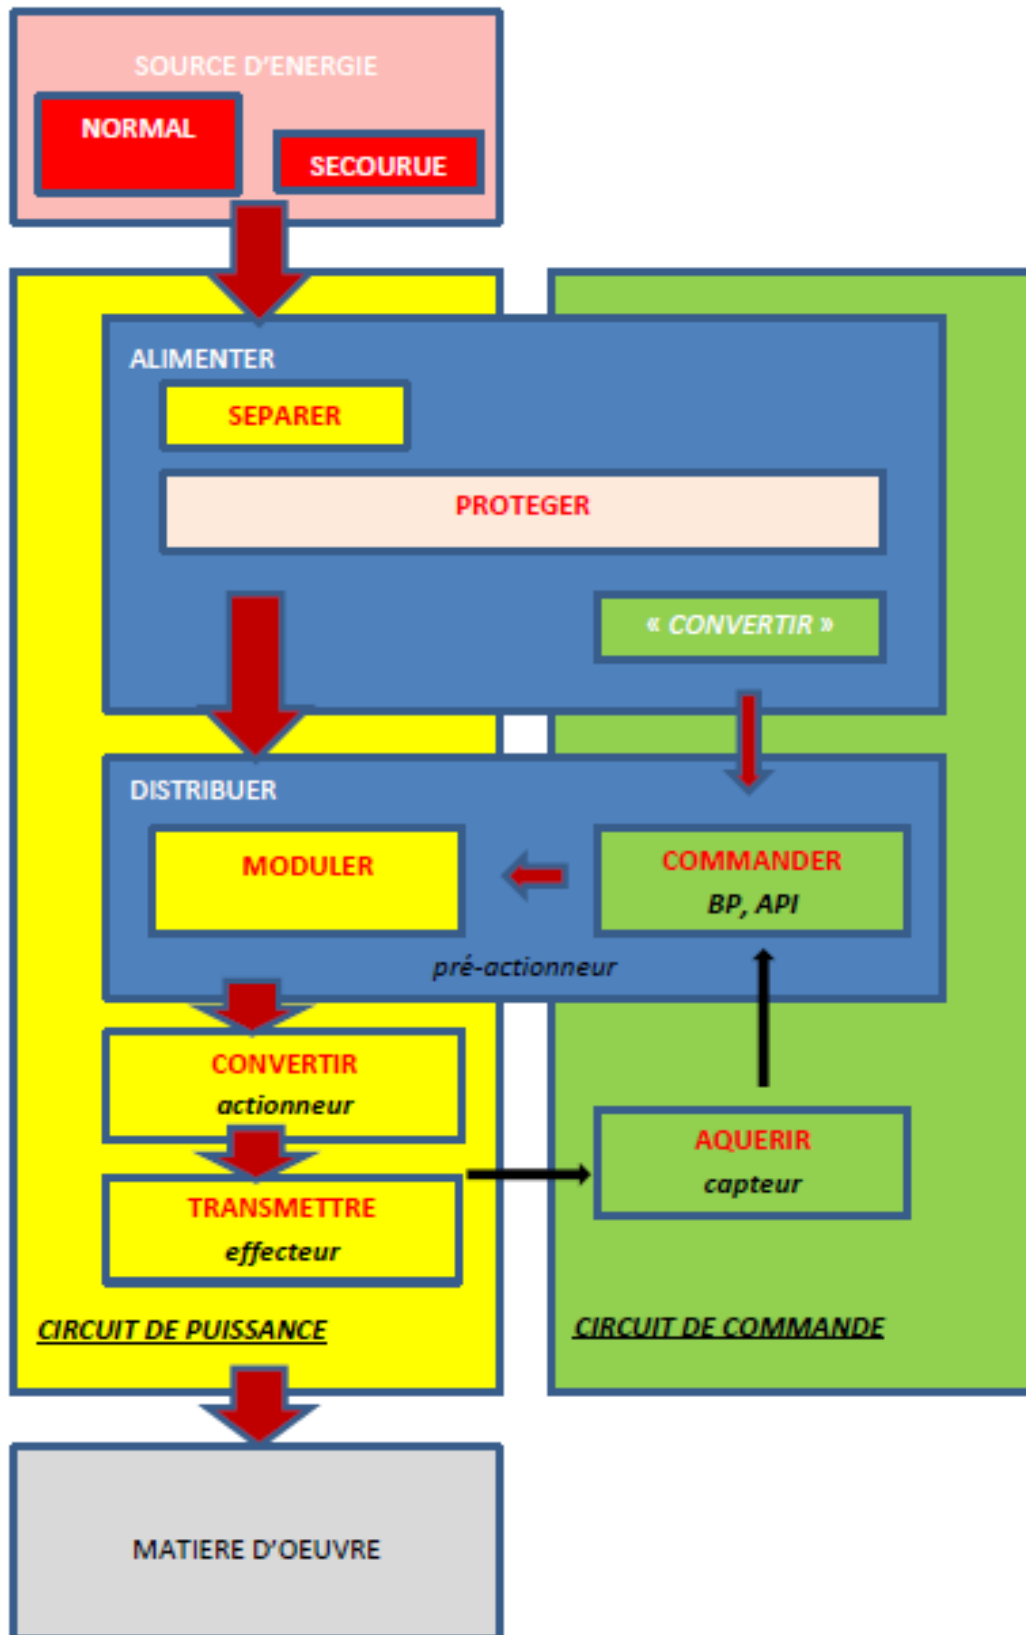 SOURCE D'ENERGIE
NORMAL
SECOURUE
ALIMENTER
SEPARER
PROTEGER
« CONVERTIR »
DISTRIBUER
MODULER
COMMANDER
BP, API
pré-actionneur
CONVERTIR
actionneur
AQUERIR
capteur
TRANSMETTRE
effecteur
CIRCUIT DE PUISSANCE
CIRCUIT DE COMMANDE
MATIERE D'OEUVRE